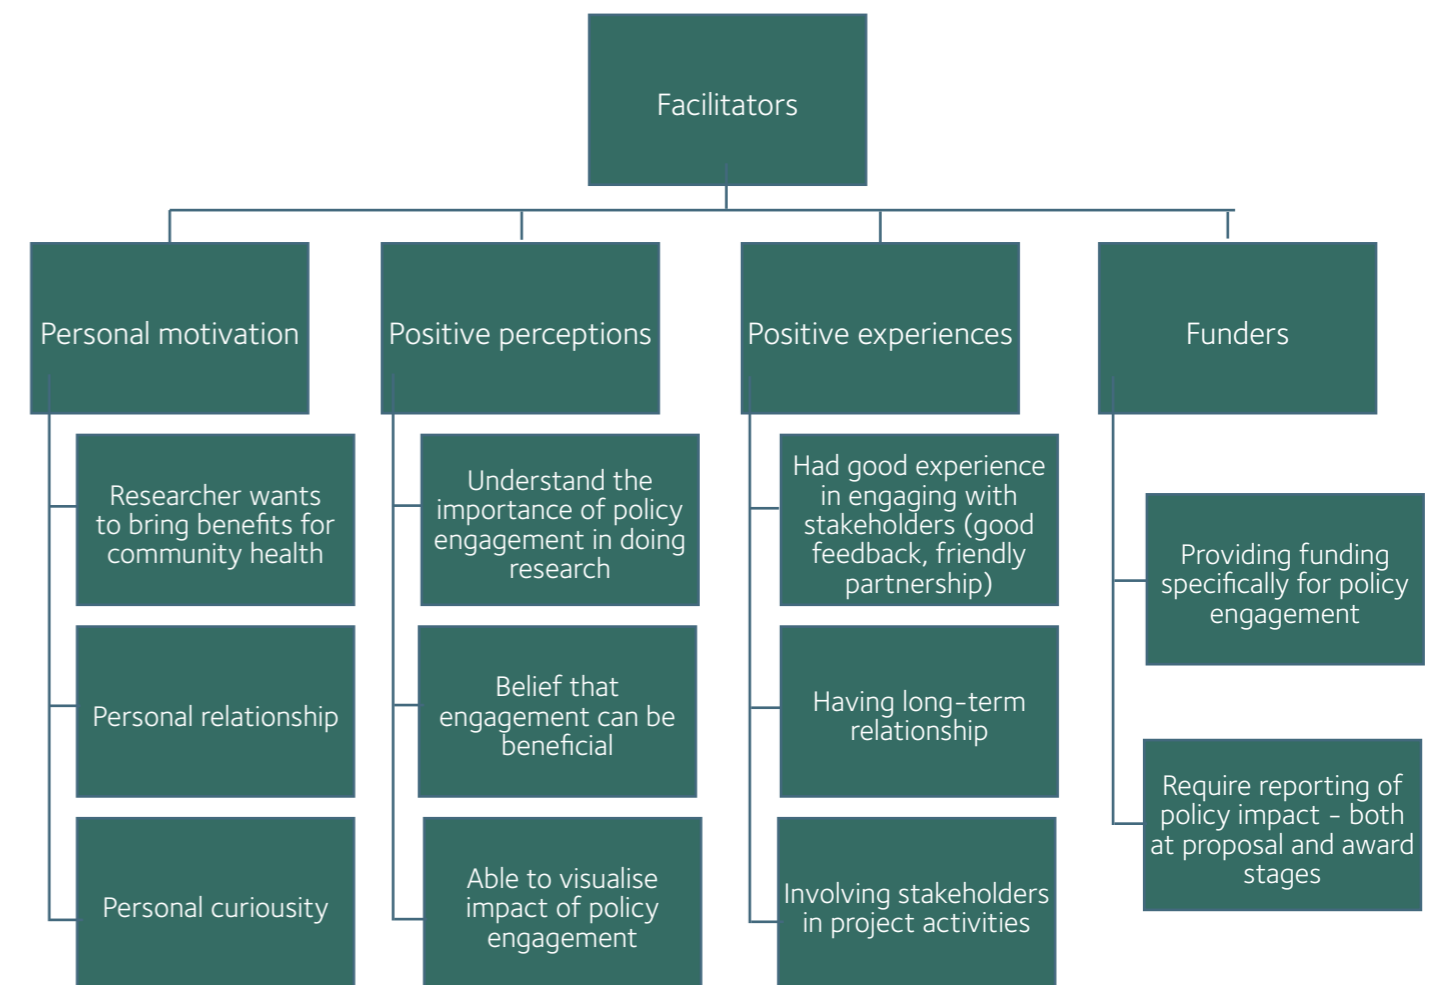 Facilitators
Personal motivation
Researcher wants
to bring benefits for
community health
Personal relationship
Personal curiousity
Positive perceptions
Understand the
importance of policy
engagement in doing
research
Belief that
engagement can be
beneficial
Able to visualise
impact of policy
engagement
Positive experiences
Had good experience
in engaging with
stakeholders (good
feedback, friendly
partnership)
Having long-term
relationship
Involving stakeholders
in project activities
Funders
Providing funding
specifically for policy
engagement
Require reporting of
policy impact - both
at proposal and award
stages